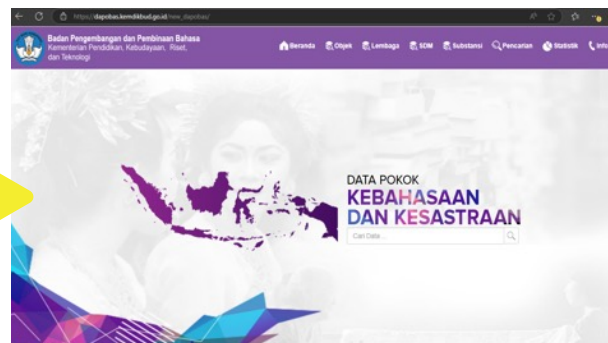 https://dapobas.kemdikbud.go.id/new_dapobas/
Badan Pengembangan dan Pembinaan Bahasa
Kementerian Pendidikan, Kebudayaan, Riset,
dan Teknologi
Beranda Objek Lembaga SDM Substansi Pencarian Statistik Info
DATA POKOK
KEBAHASAAN
DAN KESASTRAAN
Cari Data ...